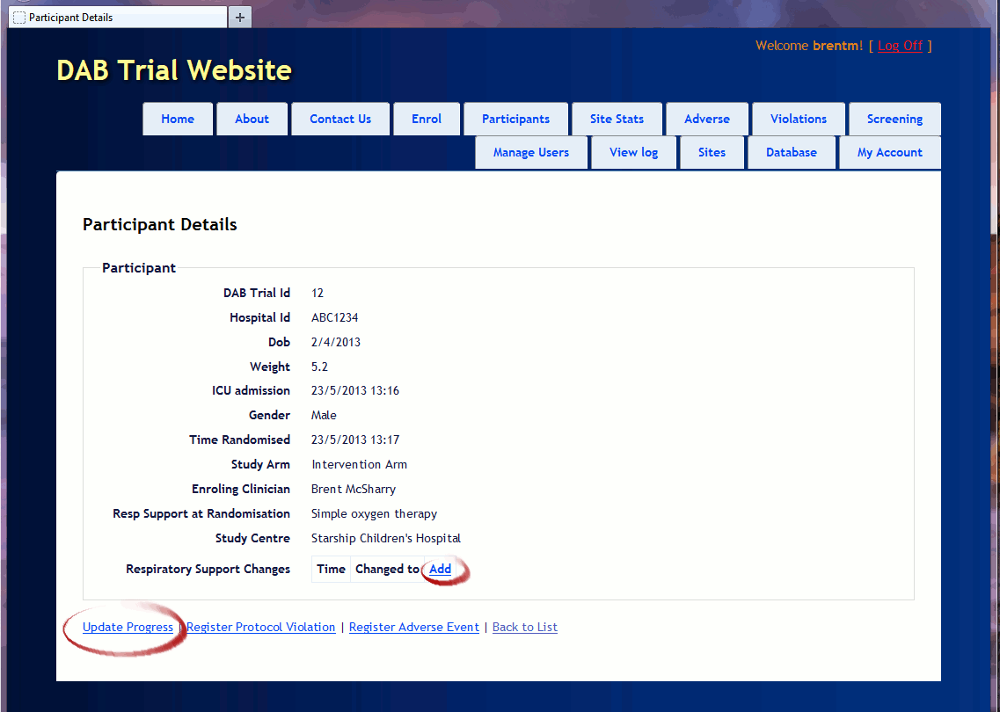 Participant Details
+
Welcome brentm! [ Log Off ]
DAB Trial Website
Home About Contact Us Enrol Participants Site Stats Adverse Violations Screening
Manage Users View log Sites Database My Account
Participant Details
Participant
DAB Trial Id 12
Hospital Id ABC1234
Dob 2/4/2013
Weight 5.2
ICU admission 23/5/2013 13:16
Gender Male
Time Randomised 23/5/2013 13:17
Study Arm Intervention Arm
Enroling Clinician Brent McSharry
Resp Support at Randomisation Simple oxygen therapy
Study Centre Starship Children's Hospital
Respiratory Support Changes Time Changed to Add
Update Progress | Register Protocol Violation | Register Adverse Event | Back to List